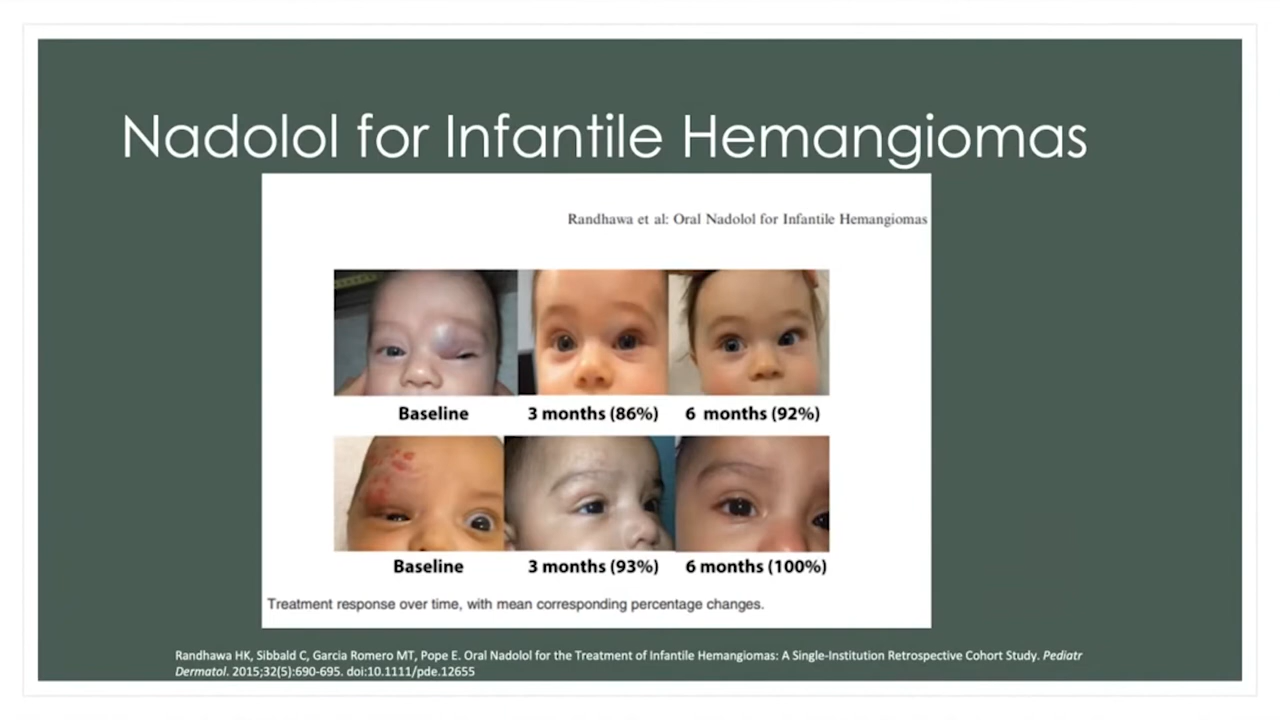 Nadolol for Infantile Hemangiomas
Randhawa et al: Oral Nadolol for Infantile Hemangiomas
Baseline
3 months (86%)
6 months (92%)
Baseline
3 months (93%)
6 months (100%)
Treatment response over time, with mean corresponding percentage changes.
Randhawa HK, Sibbald C, Garcia Romero MT, Pope E. Oral Nadolol for the Treatment of Infantile Hemangiomas: A Single-Institution Retrospective Cohort Study. Pediatr
Dermatol. 2015;32(5):690-695. doi:10.1111/pde.12655